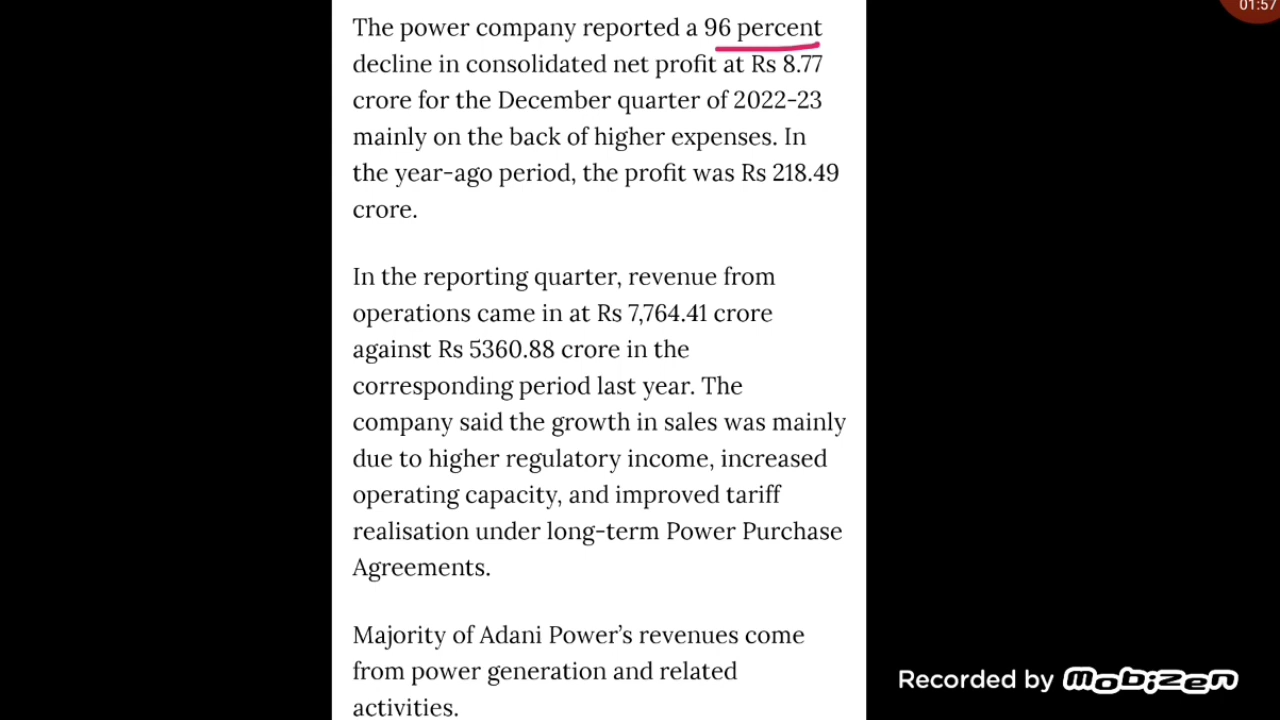 01:57
The power company reported a 96 percent
decline in consolidated net profit at Rs 8.77
crore for the December quarter of 2022-23
mainly on the back of higher expenses. In
the year-ago period, the profit was Rs 218.49
crore.
In the reporting quarter, revenue from
operations came in at Rs 7,764.41 crore
against Rs 5360.88 crore in the
corresponding period last year. The
company said the growth in sales was mainly
due to higher regulatory income, increased
operating capacity, and improved tariff
realisation under long-term Power Purchase
Agreements.
Majority of Adani Power’s revenues come
from power generation and related
activities.
Recorded by Mobizen